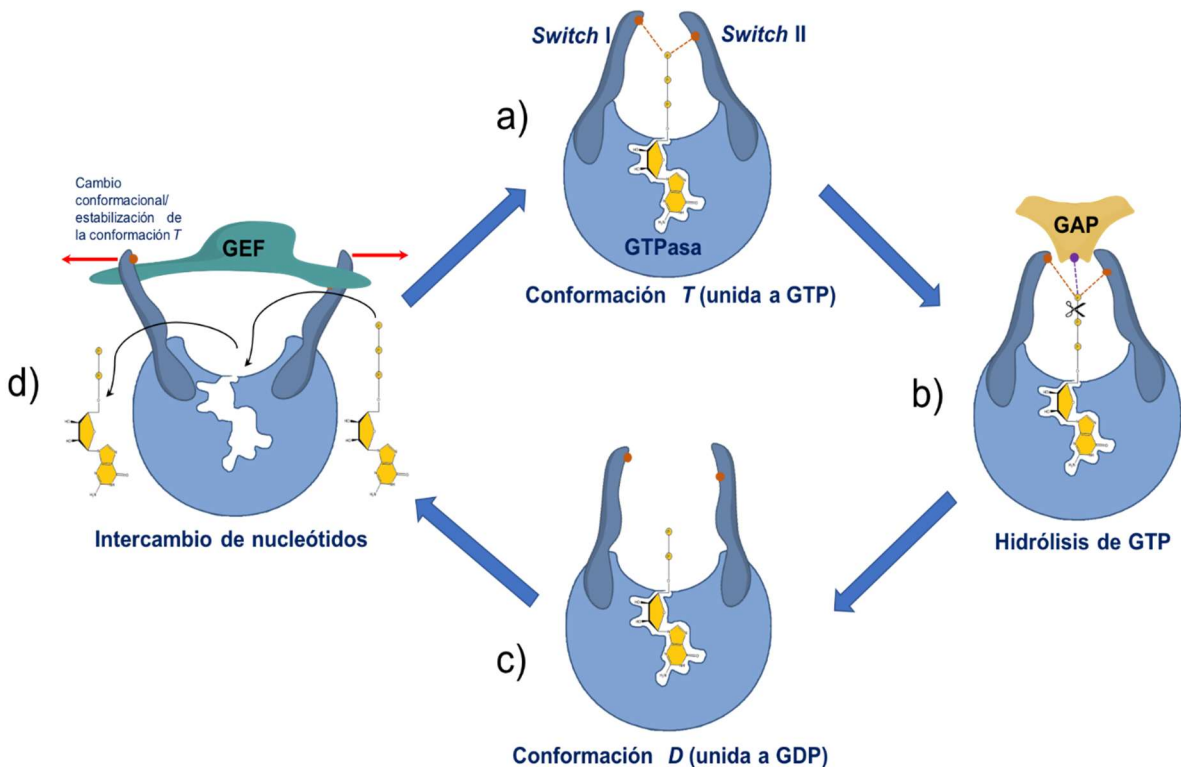 Switch I
Switch II
a)
GTPasa
Conformación T (unida a GTP)
GAP
b)
Hidrólisis de GTP
c)
Conformación D (unida a GDP)
Cambio
conformacional/
estabilización de
la conformación T
GEF
d)
Intercambio de nucleótidos